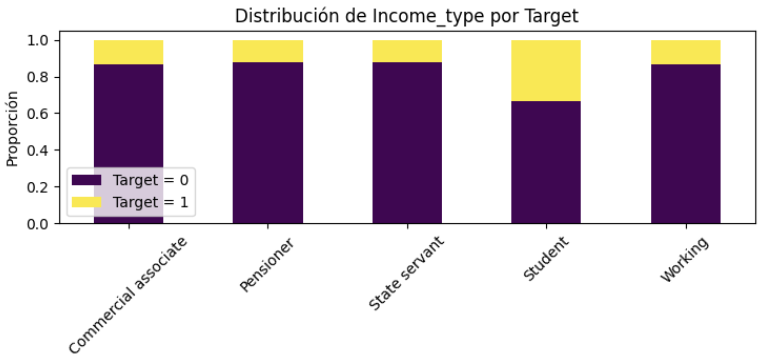 Distribución de Income_type por Target
Proporción
1.0
0.8
0.6
0.4
0.2
0.0
Target = 0
Target = 1
Commercial associate
Pensioner
State servant
Student
Working